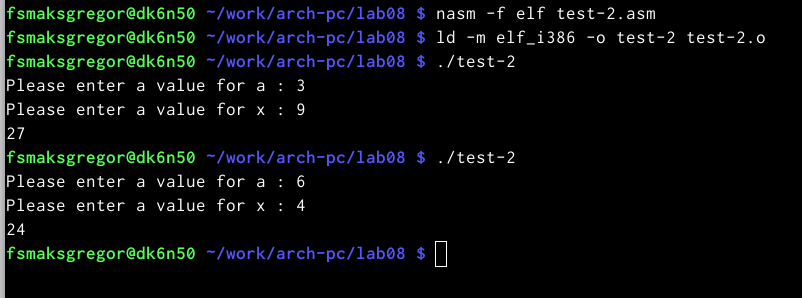 fsmaksgregor@dk6n50 ~/work/arch-pc/lab08 $ nasm -f elf test-2.asm
fsmaksgregor@dk6n50 ~/work/arch-pc/lab08 $ ld -m elf_i386 -o test-2 test-2.o
fsmaksgregor@dk6n50 ~/work/arch-pc/lab08 $ ./test-2
Please enter a value for a : 3
Please enter a value for x : 9
27
fsmaksgregor@dk6n50 ~/work/arch-pc/lab08 $ ./test-2
Please enter a value for a : 6
Please enter a value for x : 4
24
fsmaksgregor@dk6n50 ~/work/arch-pc/lab08 $